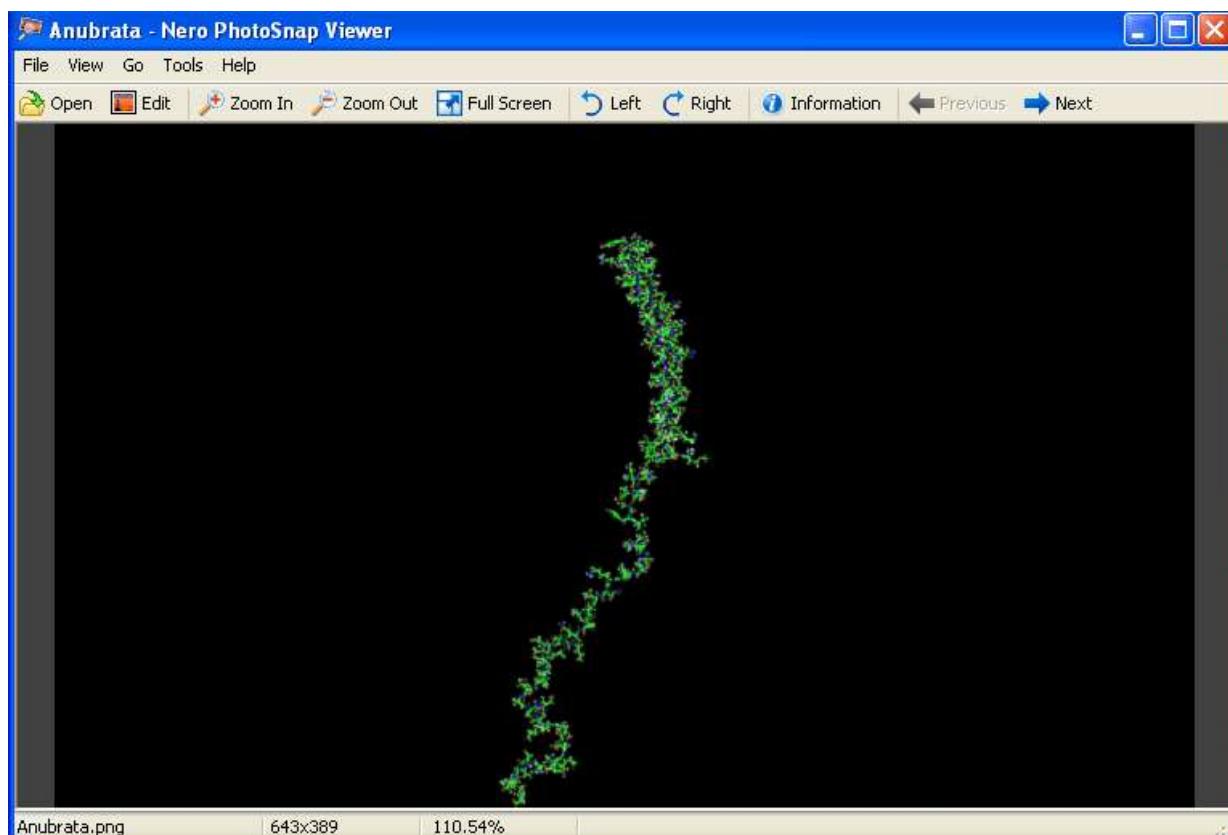 Anubrata - Nero PhotoSnap Viewer
File View Go Tools Help
Open Edit Zoom In Zoom Out Full Screen Left Right Information Previous Next
Anubrata.png 643x389 110.54%